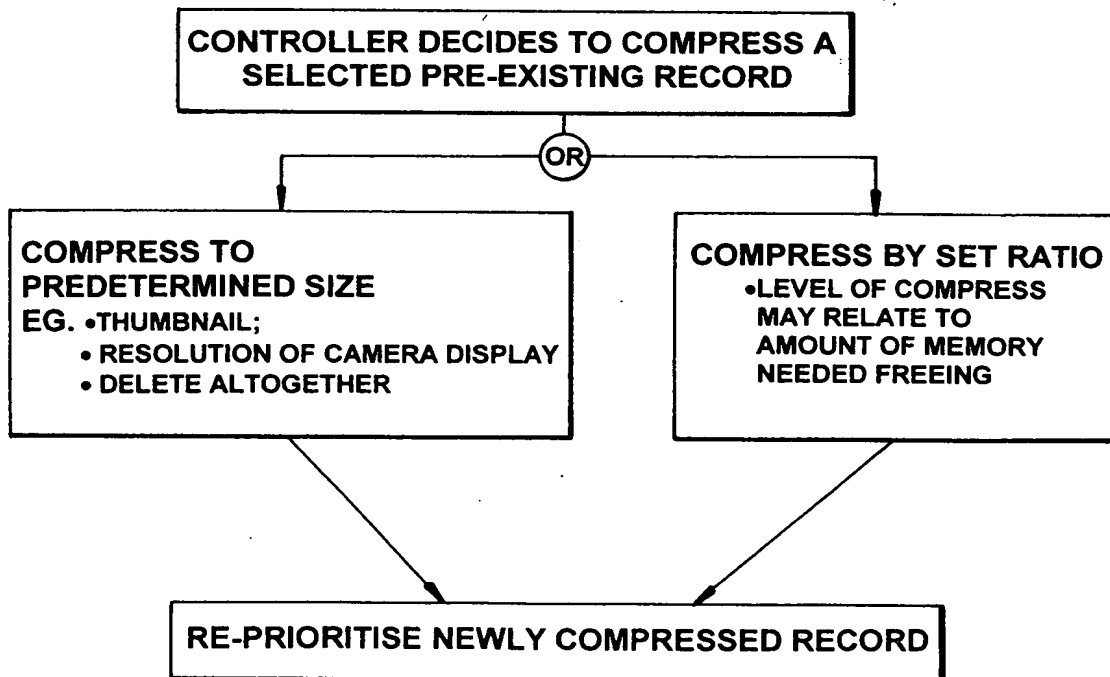 CONTROLLER DECIDES TO COMPRESS A
SELECTED PRE-EXISTING RECORD
OR
COMPRESS TO
PREDETERMINED SIZE
EG. •THUMBNAIL;
• RESOLUTION OF CAMERA DISPLAY
• DELETE ALTOGETHER
COMPRESS BY SET RATIO
•LEVEL OF COMPRESS
MAY RELATE TO
AMOUNT OF MEMORY
NEEDED FREEING
RE-PRIORITISE NEWLY COMPRESSED RECORD